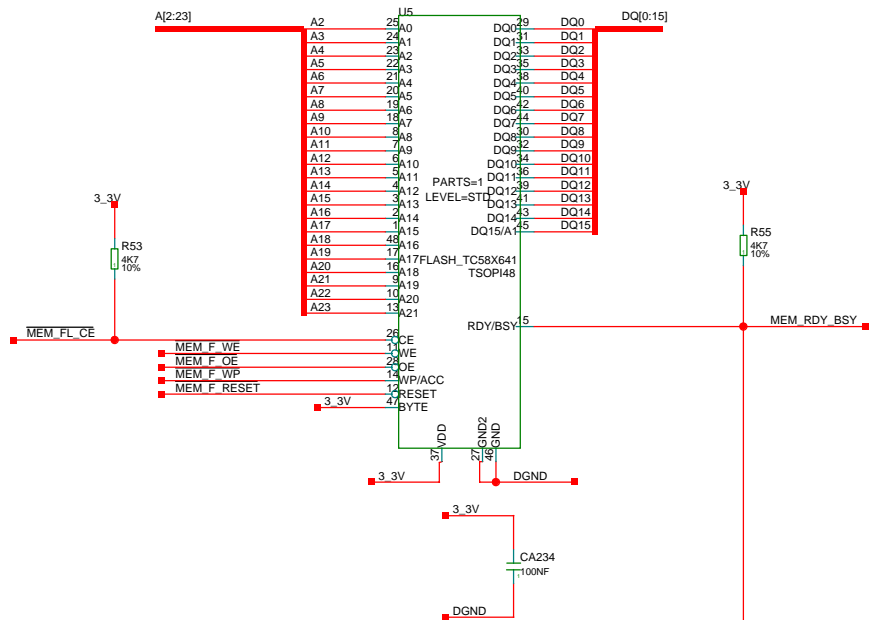 A[2:23]
U5
DQ[0:15]
A2 25 A0 DQ0 29 DQ0
A3 24 A1 DQ1 31 DQ1
A4 23 A2 DQ2 33 DQ2
A5 22 A3 DQ3 35 DQ3
A6 21 A4 DQ4 38 DQ4
A7 20 A5 DQ5 40 DQ5
A8 19 A6 DQ6 42 DQ6
A9 18 A7 DQ7 44 DQ7
A10 8 A8 DQ8 30 DQ8
A11 7 A9 DQ9 32 DQ9
A12 6 A10 DQ10 34 DQ10
A13 5 A11 DQ11 36 DQ11
A14 4 A12 DQ12 39 DQ12
A15 3 A13 DQ13 41 DQ13
A16 2 A14 DQ14 43 DQ14
A17 1 A15 DQ15/A1 45 DQ15
A18 48 A16
A19 17 A17
A20 16 A18
A21 9 A19
A22 10 A20
A23 13 A21
PARTS=1
LEVEL=STD
FLASH_TC58X641
TSOPI48
3_3V
R53
4K7
10%
3_3V
R55
4K7
10%
RDY/BSY 15 MEM_RDY_BSY
MEM_FL_CE 26 CE
MEM_F_WE 11 WE
MEM_F_OE 28 OE
MEM_F_WP 14 WP/ACC
MEM_F_RESET 12 RESET
3_3V 47 BYTE
VDD GND2 GND
37 27 46
3_3V DGND
3_3V
CA234
100NF
DGND